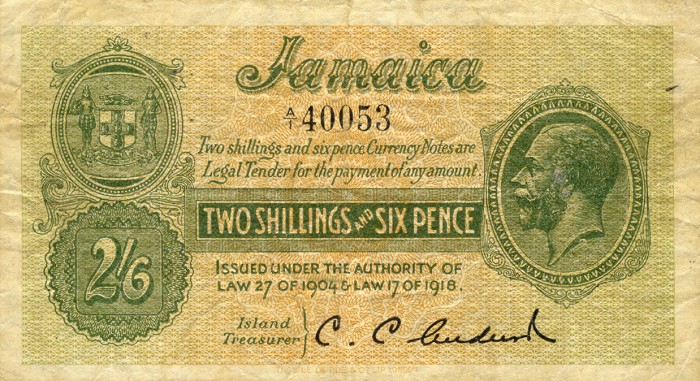 Jamaica
A/1 40053
Two shillings and six pence Currency Notes are
Legal Tender for the payment of any amount.
TWO SHILLINGS AND SIX PENCE
2/6
ISSUED UNDER THE AUTHORITY OF
LAW 27 OF 1904 & LAW 17 OF 1918.
Island
Treasurer
C. C.